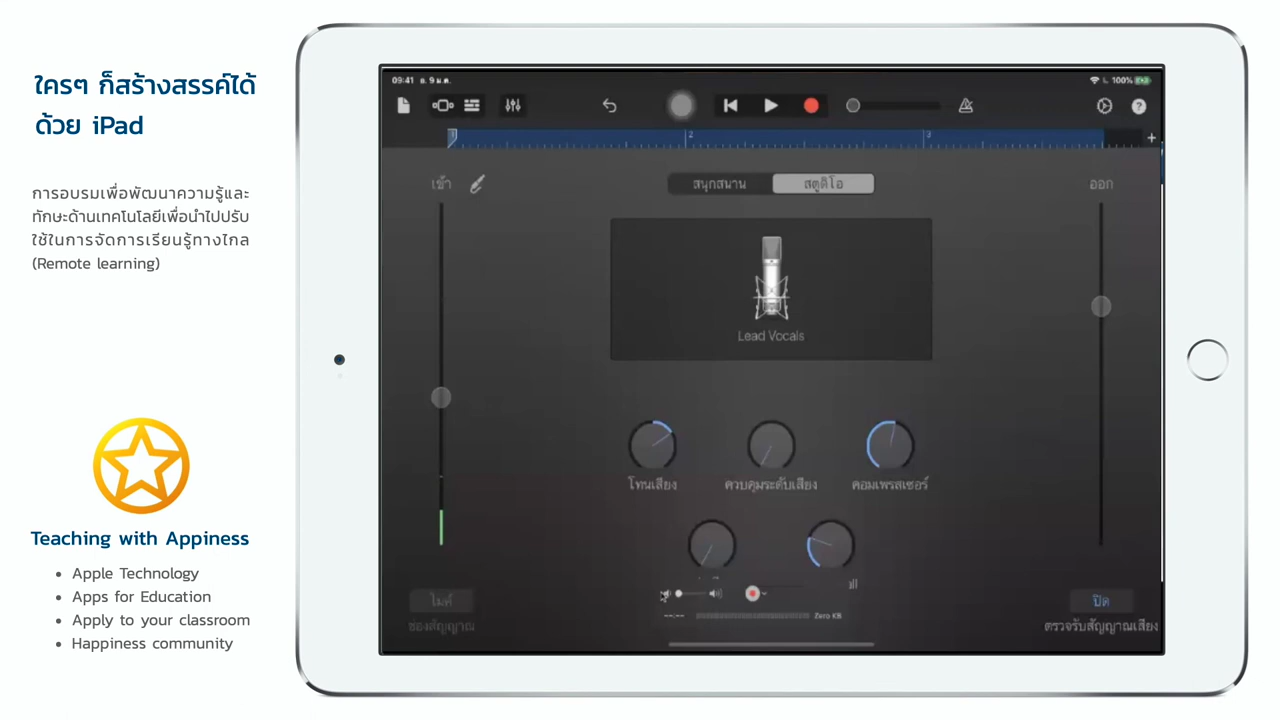 ใครๆ ก็สร้างสรรค์ได้
ด้วย iPad
การอบรมเพื่อพัฒนาความรู้และ
ทักษะด้านเทคโนโลยีเพื่อนำไปปรับ
ใช้ในการจัดการเรียนรู้ทางไกล
(Remote learning)
Teaching with Appiness
• Apple Technology
• Apps for Education
• Apply to your classroom
• Happiness community
09:41 อ. 9 ม.ค.
100%
1 2 3
เข้า
สนุกสนาน สตูดิโอ
ออก
Lead Vocals
โทนเสียง ควบคุมระดับเสียง คอมเพรสเซอร์
Zero KB
ไมค์
ช่องสัญญาณ
ปิด
ตรวจรับสัญญาณเสียง